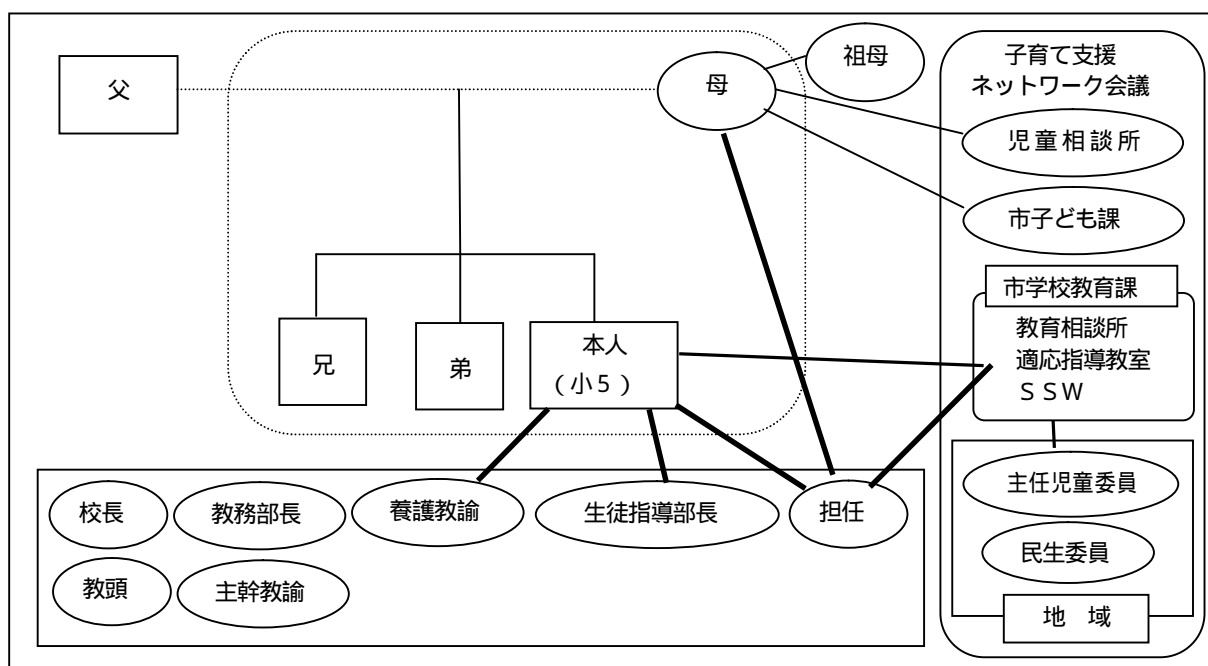 父
母
祖母
子育て支援
ネットワーク会議
児童相談所
市子ども課
市学校教育課
教育相談所
適応指導教室
ＳＳＷ
兄
弟
本人
（小５）
主任児童委員
民生委員
地　域
校長
教務部長
養護教諭
生徒指導部長
担任
教頭
主幹教諭